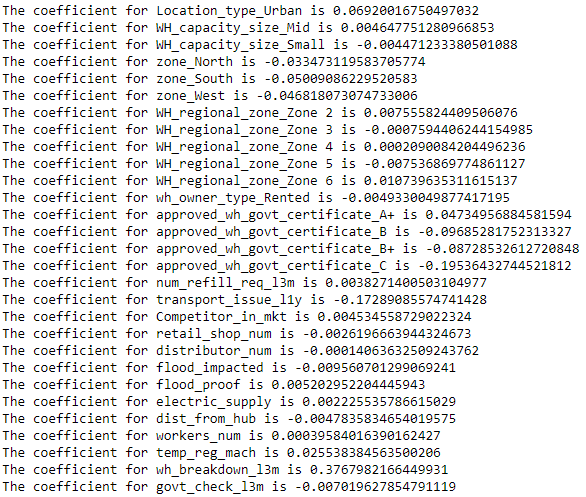 The coefficient for Location_type_Urban is 0.06920016750497032
The coefficient for WH_capacity_size_Mid is 0.004647751280966853
The coefficient for WH_capacity_size_Small is -0.004471233380501088
The coefficient for zone_North is -0.033473119583705774
The coefficient for zone_South is -0.05009086229520583
The coefficient for zone_West is -0.046818073074733006
The coefficient for WH_regional_zone_Zone 2 is 0.007555824409506076
The coefficient for WH_regional_zone_Zone 3 is -0.0007594406244154985
The coefficient for WH_regional_zone_Zone 4 is 0.0002090084204496236
The coefficient for WH_regional_zone_Zone 5 is -0.007536869774861127
The coefficient for WH_regional_zone_Zone 6 is 0.010739635311615137
The coefficient for wh_owner_type_Rented is -0.0049330049877417195
The coefficient for approved_wh_govt_certificate_A+ is 0.04734956884581594
The coefficient for approved_wh_govt_certificate_B is -0.09685281752313327
The coefficient for approved_wh_govt_certificate_B+ is -0.08728532612720848
The coefficient for approved_wh_govt_certificate_C is -0.19536432744521812
The coefficient for num_refill_req_l3m is 0.0038271400503104977
The coefficient for transport_issue_l1y is -0.17289085574741428
The coefficient for Competitor_in_mkt is 0.004534558729022324
The coefficient for retail_shop_num is -0.0026196663944324673
The coefficient for distributor_num is -0.00014063632509243762
The coefficient for flood_impacted is -0.009560701299069241
The coefficient for flood_proof is 0.005202952204445943
The coefficient for electric_supply is 0.002225535786615029
The coefficient for dist_from_hub is -0.0047835834654019575
The coefficient for workers_num is 0.00039584016390162427
The coefficient for temp_reg_mach is 0.025538384563500206
The coefficient for wh_breakdown_l3m is 0.3767982166449931
The coefficient for govt_check_l3m is -0.007019627854791119